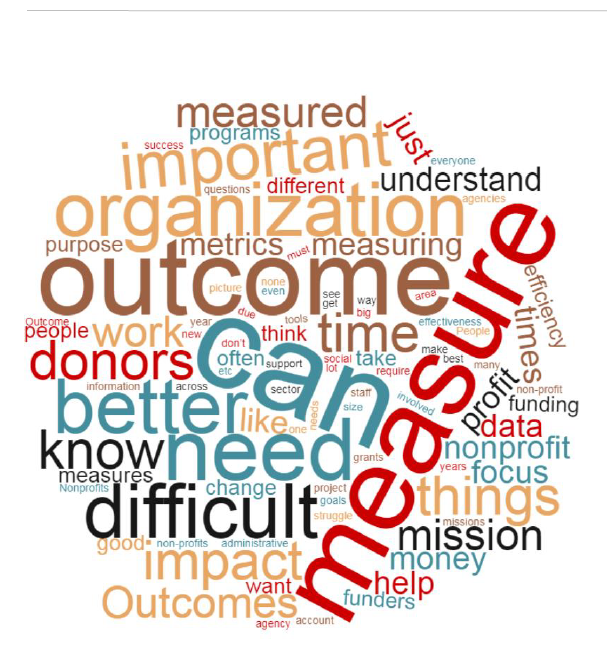 measured
just
programs
success
important
everyone
questions
different
understand
agencies
organization
purpose
metrics
must
measuring
outcome
picture
none
even
see
get
way
big
area
due
tools
efficiency
measure
Outcome
people
work
year
new
don't
think
time
effectiveness
People
times
donors
often
etc
can
support
social
lot
take
require
make
best
many
information
across
sector
staff
non-profit
better
like
one
needs
size
involved
profit
funding
data
know
need
grants
nonprofit
measures
years
focus
Nonprofits
change
project
goals
things
difficult
struggle
missions
mission
good
non-profits
administrative
impact
money
want
help
Outcomes
funders
agency
account